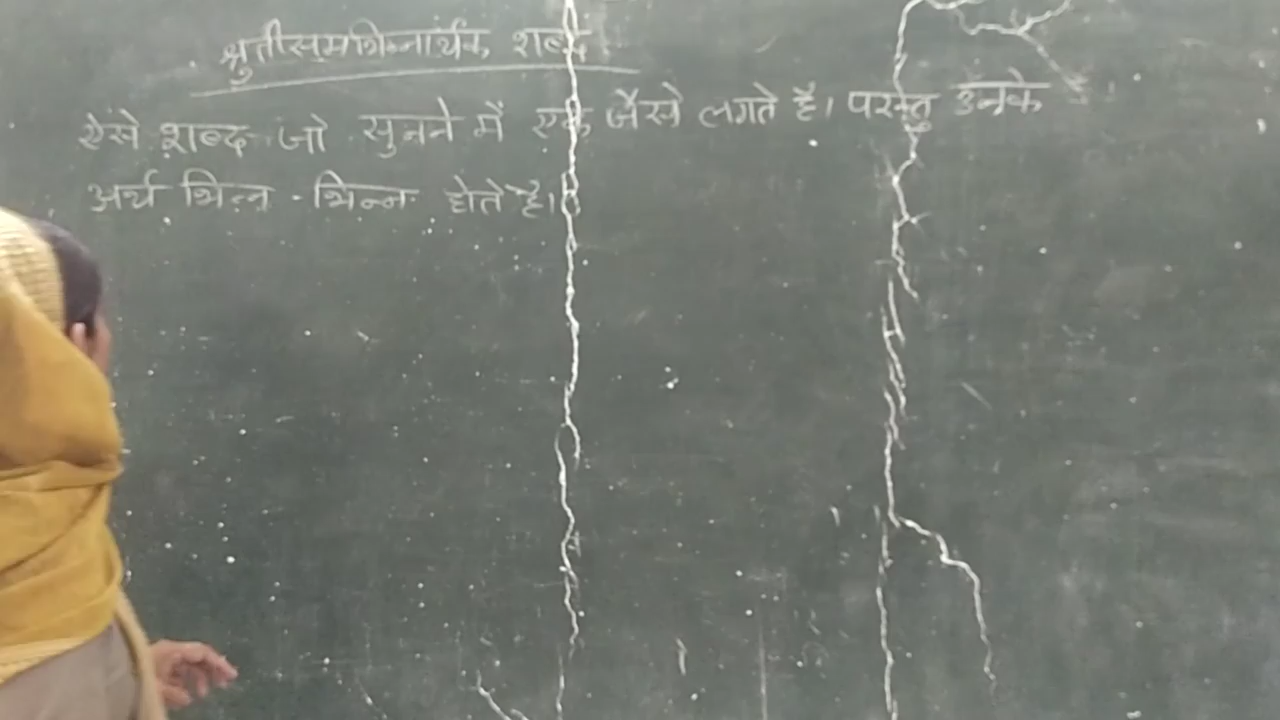 श्रुतीसमभिन्नार्थक शब्द
ऐसे शब्द जो सुनने में एक जैसे लगते है। परन्तु उनके
अर्थ भिन्न - भिन्न होते है।